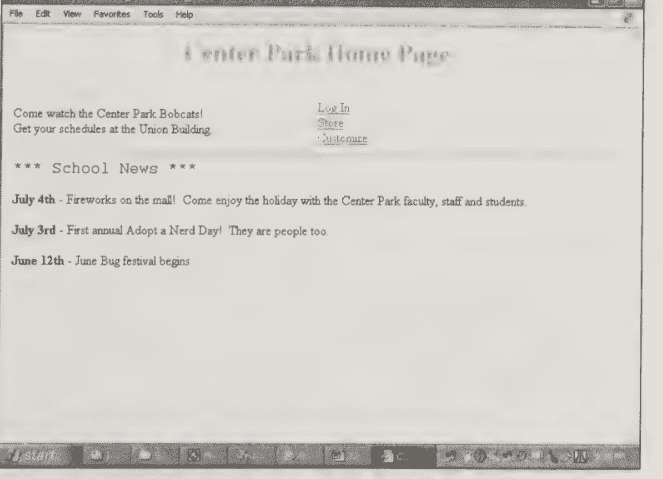 File Edit View Favorites Tools Help
Center Park Home Page
Come watch the Center Park Bobcats!
Get your schedules at the Union Building.
Log In
Store
Customize
*** School News ***
July 4th - Fireworks on the mall! Come enjoy the holiday with the Center Park faculty, staff and students.
July 3rd - First annual Adopt a Nerd Day! They are people too.
June 12th - June Bug festival begins
start